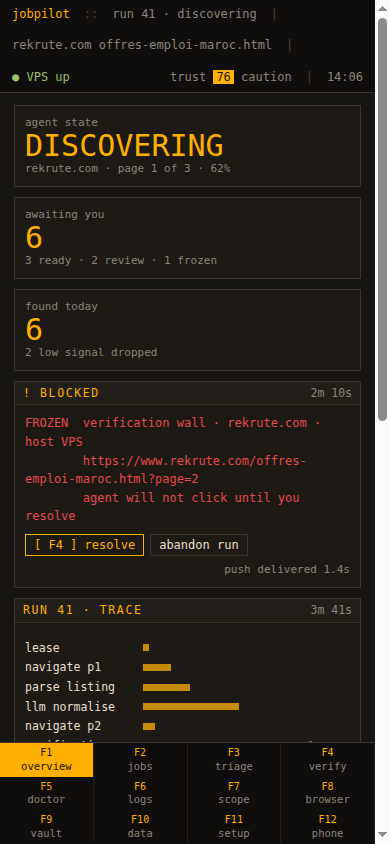 jobpilot :: run 41 · discovering |
rekrute.com offres-emploi-maroc.html |
● VPS up trust 76 caution | 14:06
agent state
DISCOVERING
rekrute.com · page 1 of 3 · 62%
awaiting you
6
3 ready · 2 review · 1 frozen
found today
6
2 low signal dropped
! BLOCKED 2m 10s
FROZEN verification wall · rekrute.com ·
host VPS
https://www.rekrute.com/offres-
emploi-maroc.html?page=2
agent will not click until you
resolve
[ F4 ] resolve abandon run
push delivered 1.4s
RUN 41 · TRACE 3m 41s
lease
navigate p1
parse listing
llm normalise
navigate p2
F1 F2 F3 F4
overview jobs triage verify
F5 F6 F7 F8
doctor logs scope browser
F9 F10 F11 F12
vault data setup phone